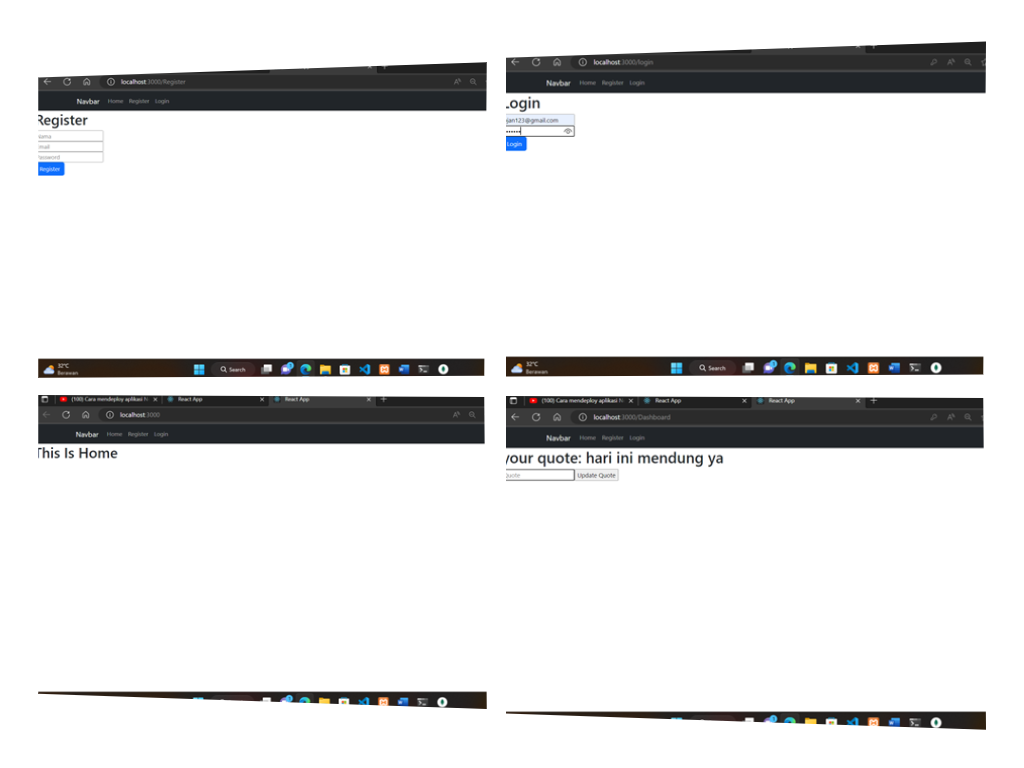 localhost:3000/Register
Navbar Home Register Login
Register
Email
Password
Register
32°C
Berawan
Search
localhost:3000/login
Navbar Home Register Login
Login
jan123@gmail.com
Login
32°C
Berawan
Search
(100) Cara mendeploy aplikasi N
React App
React App
localhost:3000
Navbar Home Register Login
This Is Home
(100) Cara mendeploy aplikasi N
React App
React App
localhost:3000/Dashboard
Navbar Home Register Login
your quote: hari ini mendung ya
Quote
Update Quote